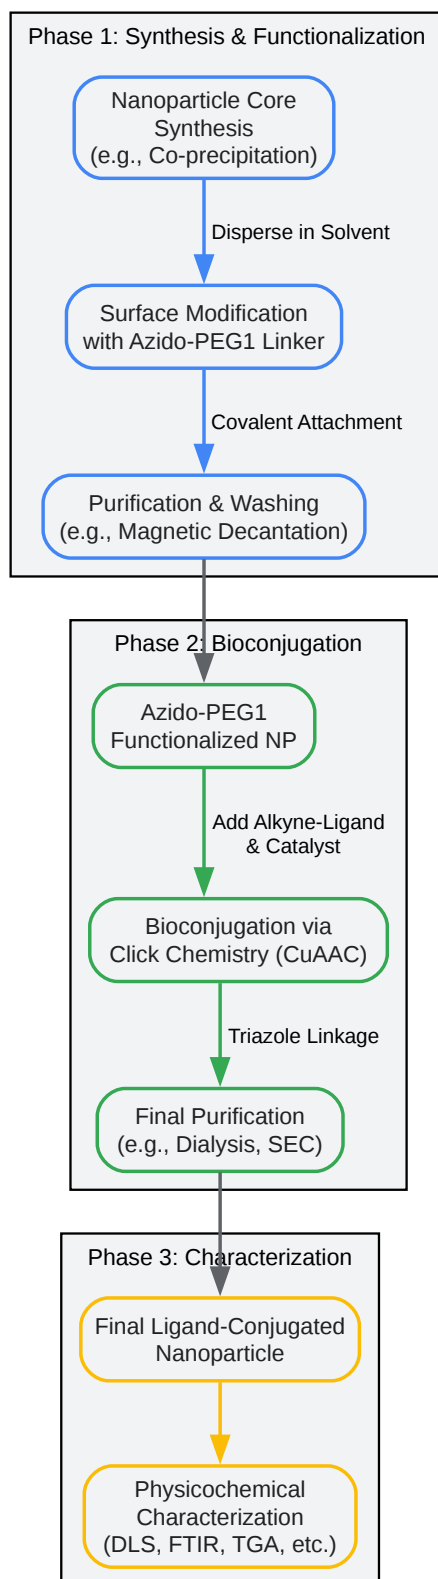 Phase 1: Synthesis & Functionalization
Nanoparticle Core
Synthesis
(e.g., Co-precipitation)
Disperse in Solvent
Surface Modification
with Azido-PEG1 Linker
Covalent Attachment
Purification & Washing
(e.g., Magnetic Decantation)
Phase 2: Bioconjugation
Azido-PEG1
Functionalized NP
Add Alkyne-Ligand
& Catalyst
Bioconjugation via
Click Chemistry (CuAAC)
Triazole Linkage
Final Purification
(e.g., Dialysis, SEC)
Phase 3: Characterization
Final Ligand-Conjugated
Nanoparticle
Physicochemical
Characterization
(DLS, FTIR, TGA, etc.)